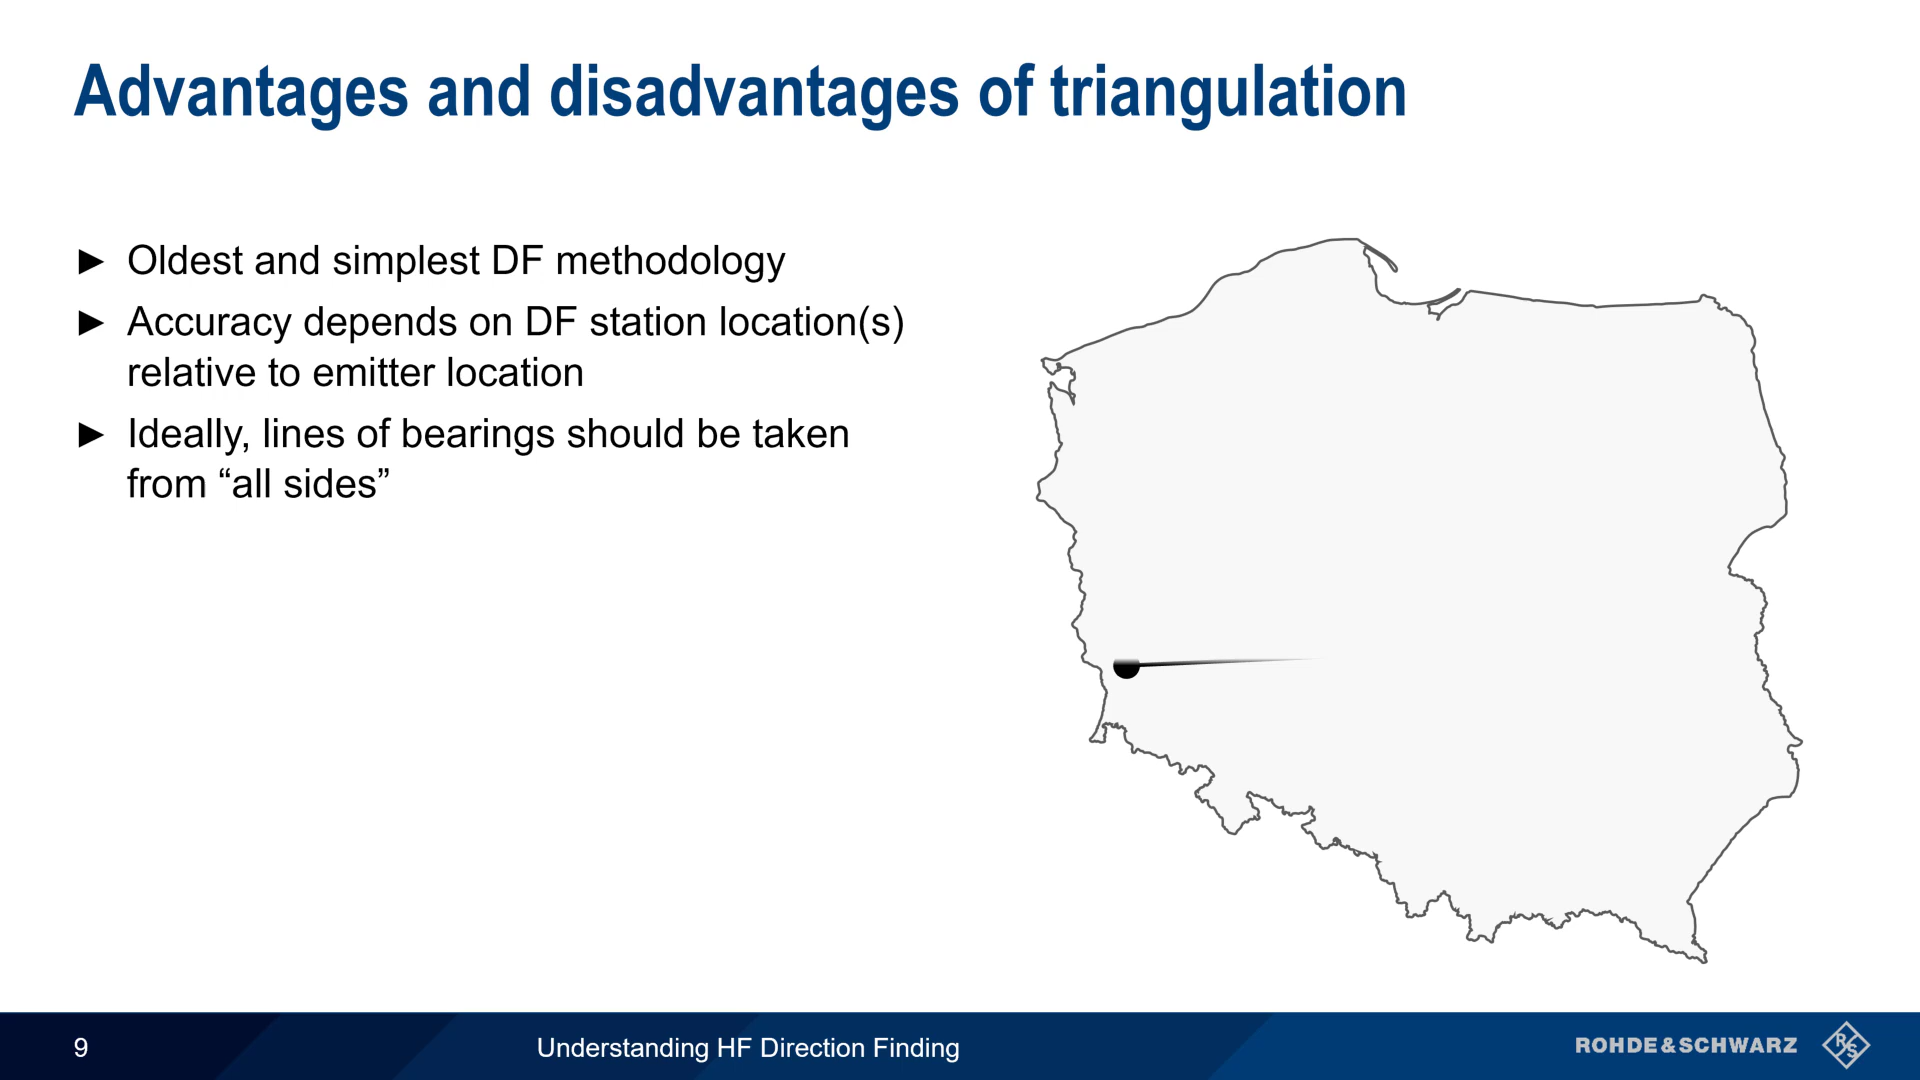 Advantages and disadvantages of triangulation
► Oldest and simplest DF methodology
► Accuracy depends on DF station location(s)
relative to emitter location
► Ideally, lines of bearings should be taken
from “all sides”
9
Understanding HF Direction Finding
ROHDE&SCHWARZ
R/S